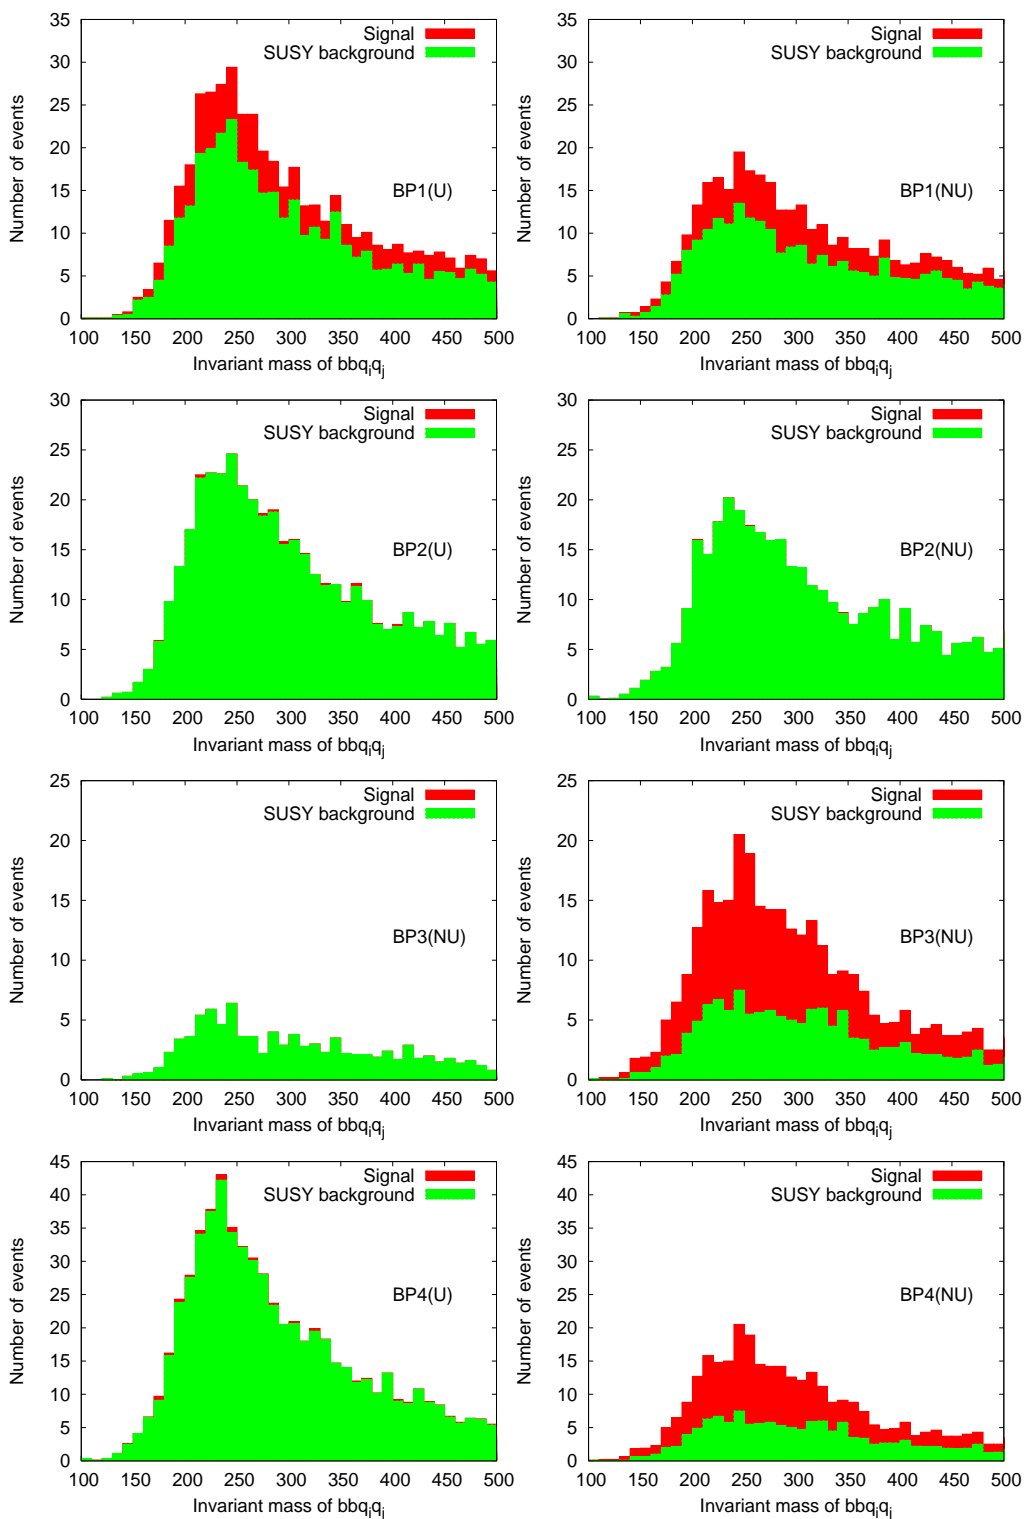 35
30
25
20
15
10
5
0
Number of events
Signal
SUSY background
BP1(U)
100 150 200 250 300 350 400 450 500
Invariant mass of bbq_iq_j
35
30
25
20
15
10
5
0
Number of events
Signal
SUSY background
BP1(NU)
100 150 200 250 300 350 400 450 500
Invariant mass of bbq_iq_j
30
25
20
15
10
5
0
Number of events
Signal
SUSY background
BP2(U)
100 150 200 250 300 350 400 450 500
Invariant mass of bbq_iq_j
30
25
20
15
10
5
0
Number of events
Signal
SUSY background
BP2(NU)
100 150 200 250 300 350 400 450 500
Invariant mass of bbq_iq_j
25
20
15
10
5
0
Number of events
Signal
SUSY background
BP3(NU)
100 150 200 250 300 350 400 450 500
Invariant mass of bbq_iq_j
25
20
15
10
5
0
Number of events
Signal
SUSY background
BP3(NU)
100 150 200 250 300 350 400 450 500
Invariant mass of bbq_iq_j
45
40
35
30
25
20
15
10
5
0
Number of events
Signal
SUSY background
BP4(U)
100 150 200 250 300 350 400 450 500
Invariant mass of bbq_iq_j
45
40
35
30
25
20
15
10
5
0
Number of events
Signal
SUSY background
BP4(NU)
100 150 200 250 300 350 400 450 500
Invariant mass of bbq_iq_j